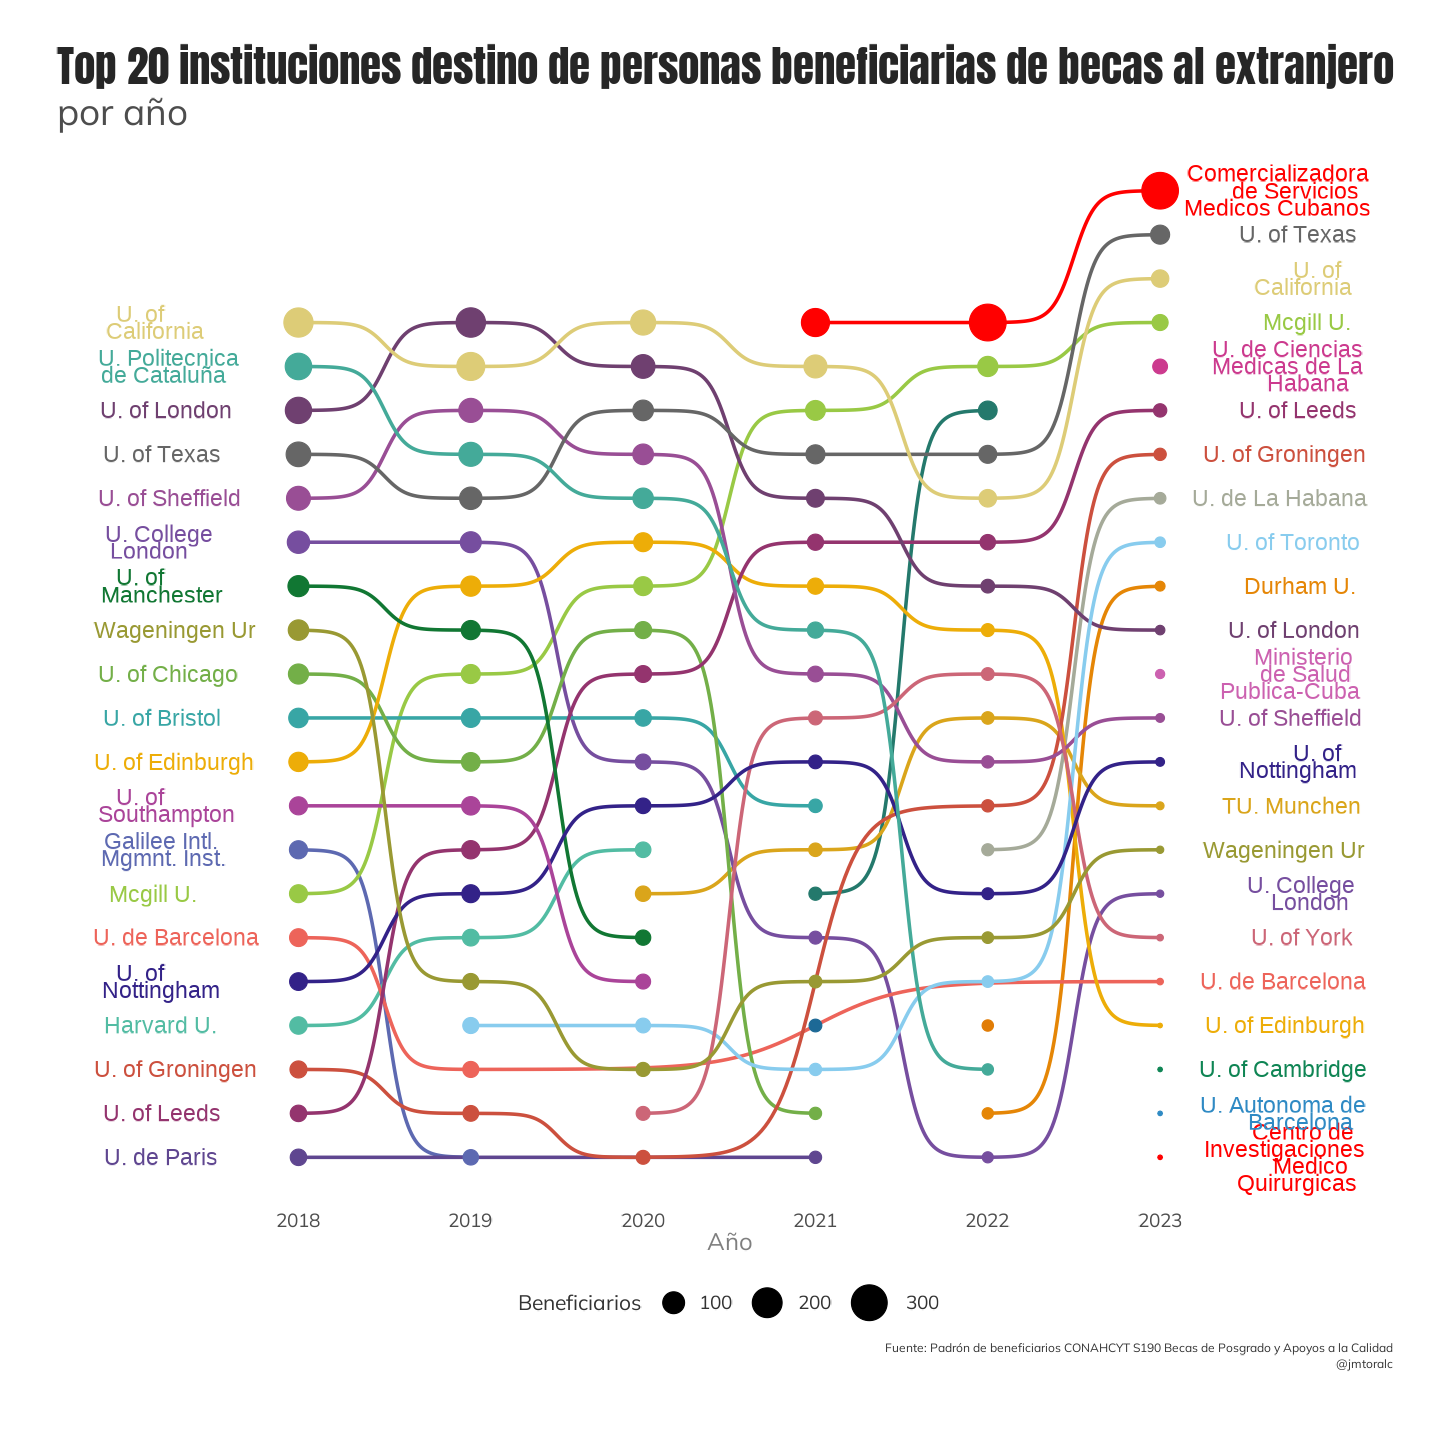 Top 20 instituciones destino de personas beneficiarias de becas al extranjero
por año
U. of
California
U. Politecnica
de Cataluña
U. of London
U. of Texas
U. of Sheffield
U. College
London
U. of
Manchester
Wageningen Ur
U. of Chicago
U. of Bristol
U. of Edinburgh
U. of
Southampton
Galilee Intl.
Mgmnt. Inst.
Mcgill U.
U. de Barcelona
U. of
Nottingham
Harvard U.
U. of Groningen
U. of Leeds
U. de Paris
Comercializadora
de Servicios
Medicos Cubanos
U. of Texas
U. of
California
Mcgill U.
U. de Ciencias
Medicas de La
Habana
U. of Leeds
U. of Groningen
U. de La Habana
U. of Toronto
Durham U.
U. of London
Ministerio
de Salud
Publica-Cuba
U. of Sheffield
U. of
Nottingham
TU. Munchen
Wageningen Ur
U. College
London
U. of York
U. de Barcelona
U. of Edinburgh
U. of Cambridge
U. Autonoma de
Barcelona
Centro de
Investigaciones
Medico
Quirurgicas
2018 2019 2020 2021 2022 2023
Año
Beneficiarios 100 200 300
Fuente: Padrón de beneficiarios CONAHCYT S190 Becas de Posgrado y Apoyos a la Calidad
@jmtoralc